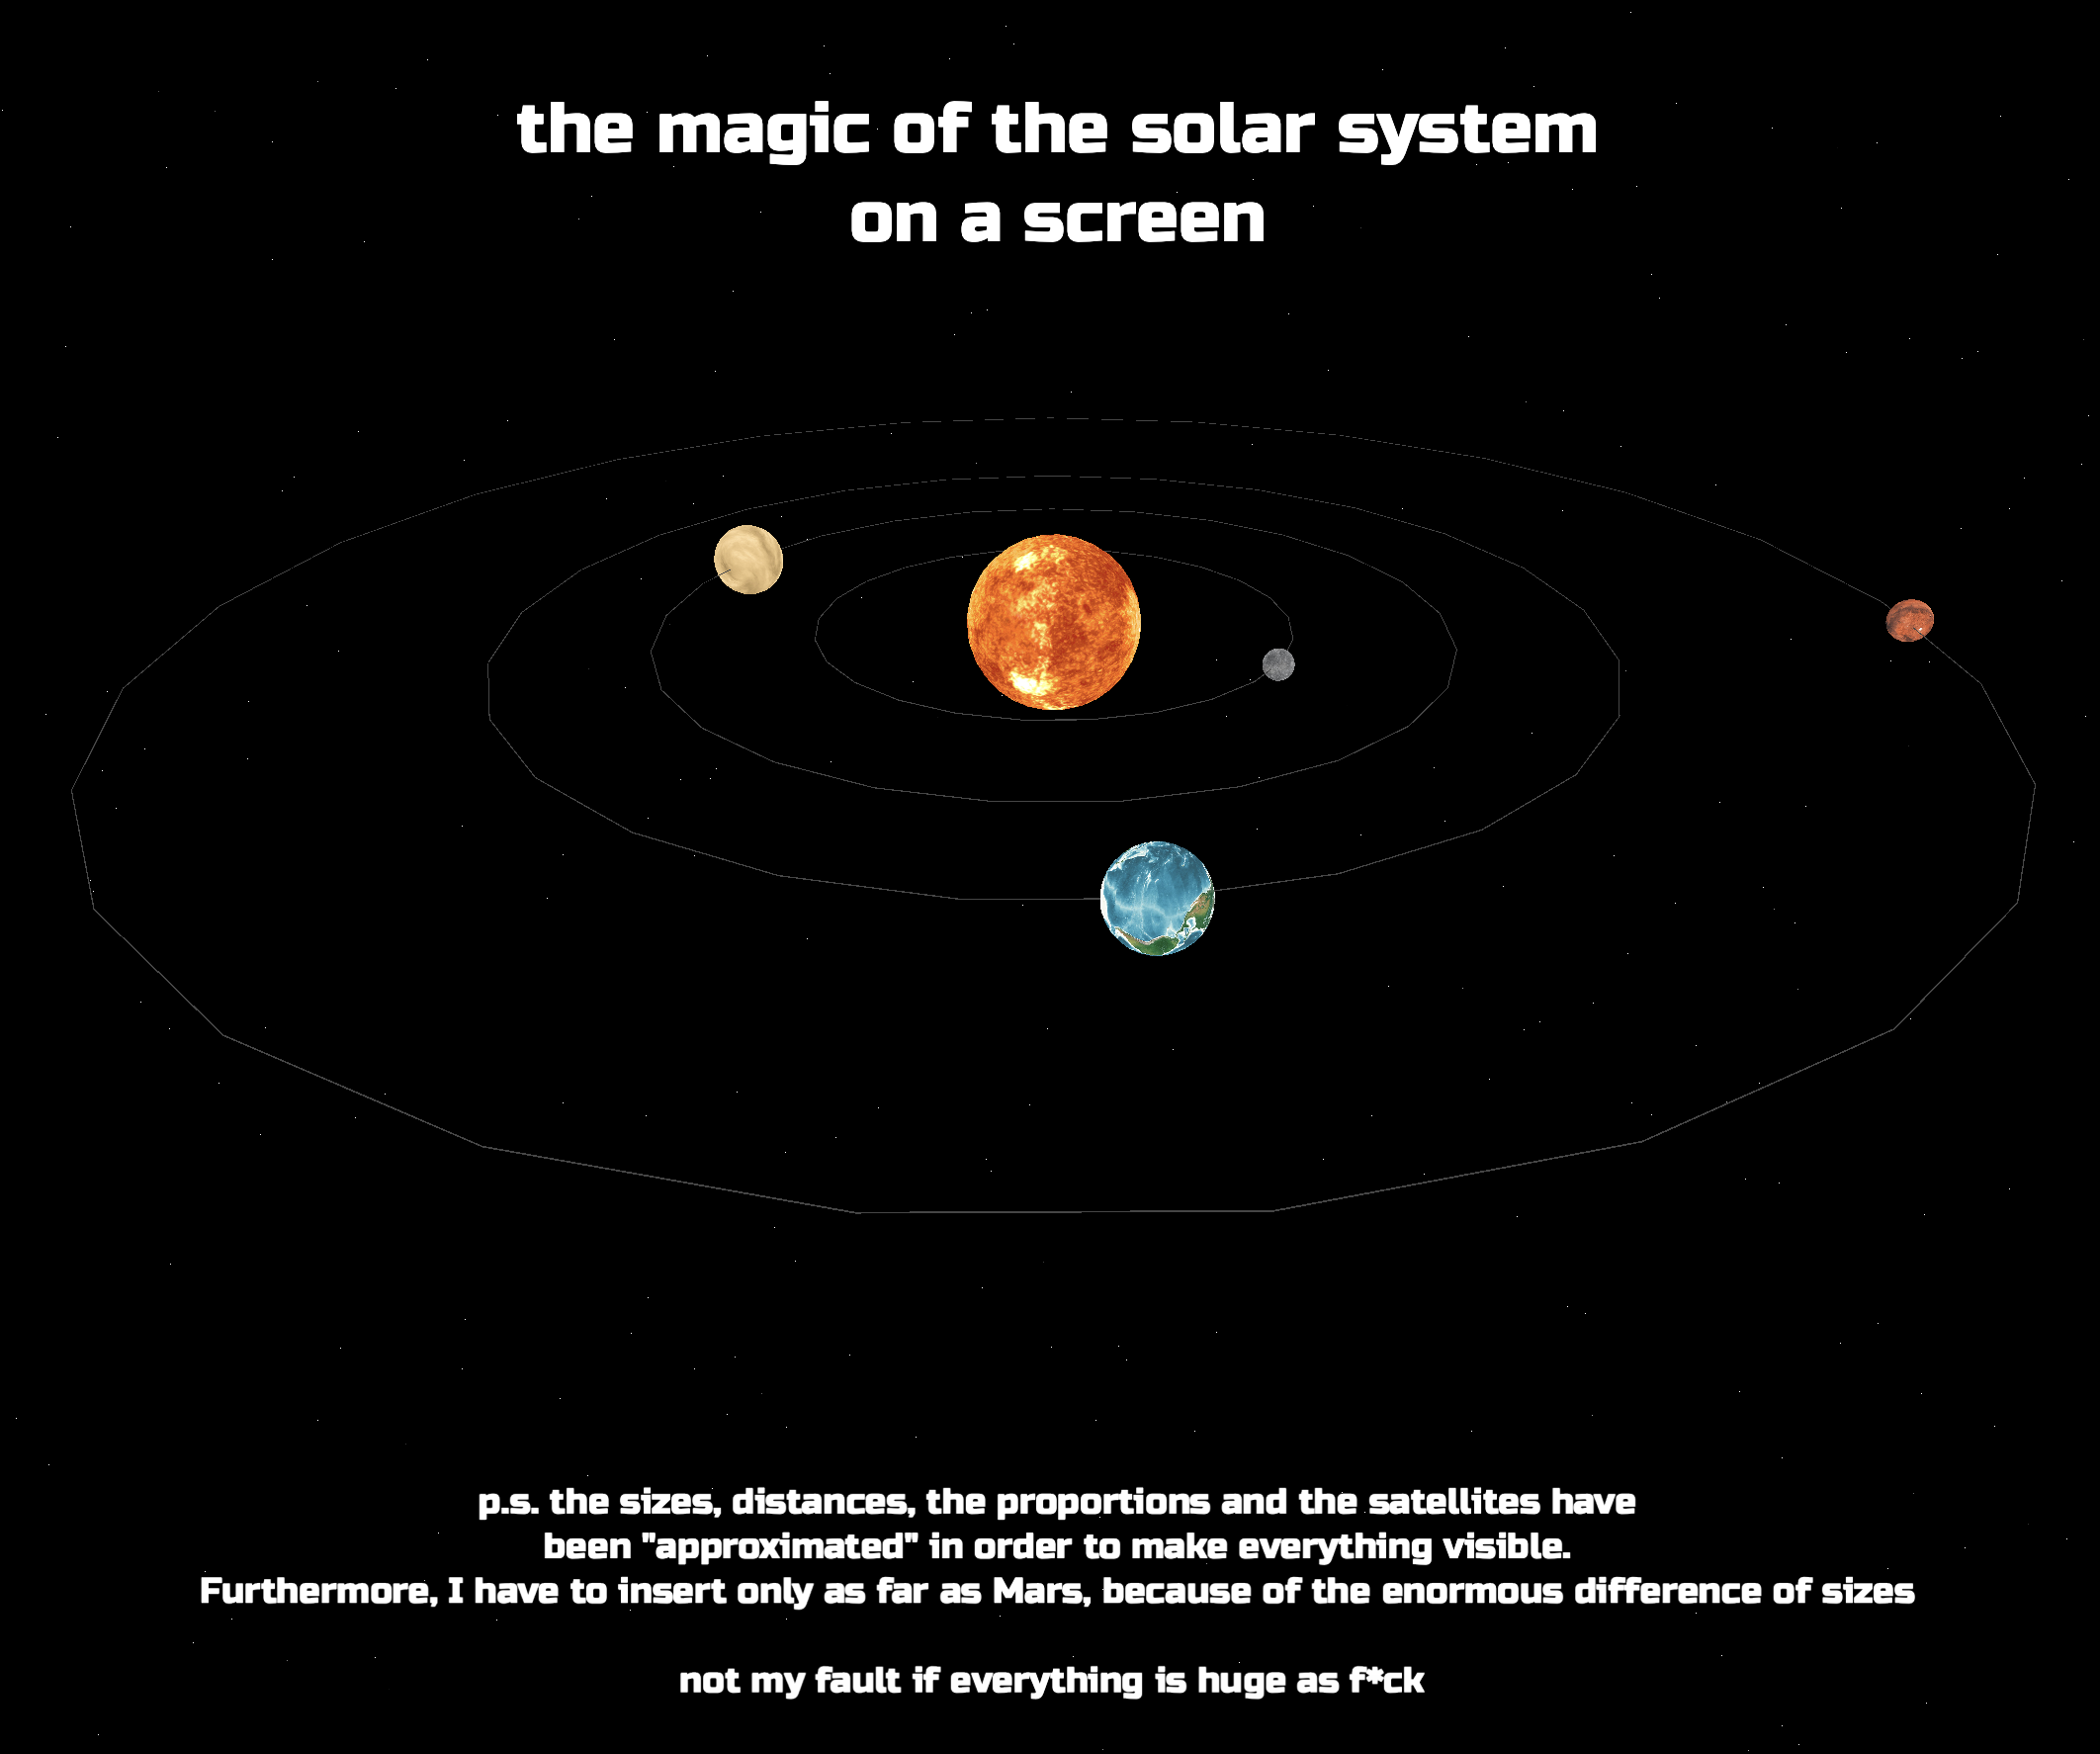 the magic of the solar system
on a screen
p.s. the sizes, distances, the proportions and the satellites have
been "approximated" in order to make everything visible.
Furthermore, I have to insert only as far as Mars, because of the enormous difference of sizes
not my fault if everything is huge as f*ck